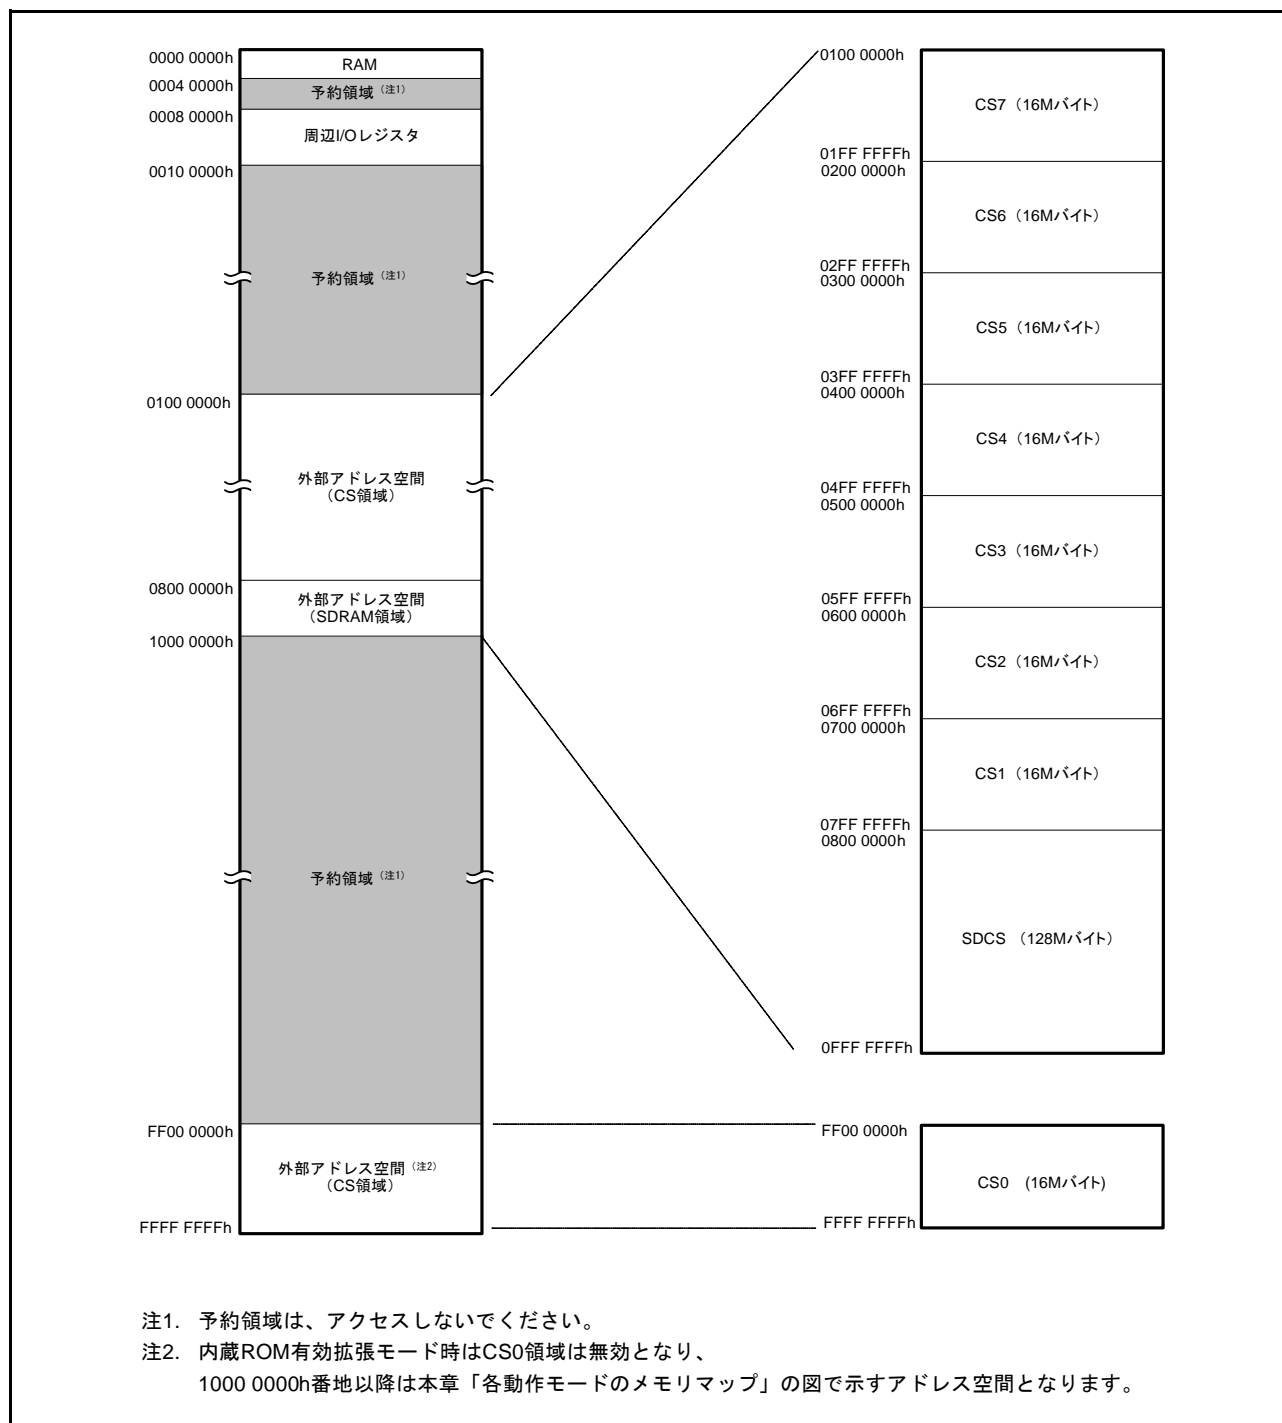 0000 0000h
RAM
0004 0000h
予約領域 (注1)
0008 0000h
周辺I/Oレジスタ
0010 0000h
予約領域 (注1)
0100 0000h
外部アドレス空間
(CS領域)
0800 0000h
外部アドレス空間
(SDRAM領域)
1000 0000h
予約領域 (注1)
FF00 0000h
外部アドレス空間 (注2)
(CS領域)
FFFF FFFFh
0100 0000h
CS7 (16Mバイト)
01FF FFFFh
0200 0000h
CS6 (16Mバイト)
02FF FFFFh
0300 0000h
CS5 (16Mバイト)
03FF FFFFh
0400 0000h
CS4 (16Mバイト)
04FF FFFFh
0500 0000h
CS3 (16Mバイト)
05FF FFFFh
0600 0000h
CS2 (16Mバイト)
06FF FFFFh
0700 0000h
CS1 (16Mバイト)
07FF FFFFh
0800 0000h
SDCS (128Mバイト)
0FFF FFFFh
FF00 0000h
CS0 (16Mバイト)
FFFF FFFFh
注1. 予約領域は、アクセスしないでください。
注2. 内蔵ROM有効拡張モード時はCS0領域は無効となり、
1000 0000h番地以降は本章「各動作モードのメモリマップ」の図で示すアドレス空間となります。